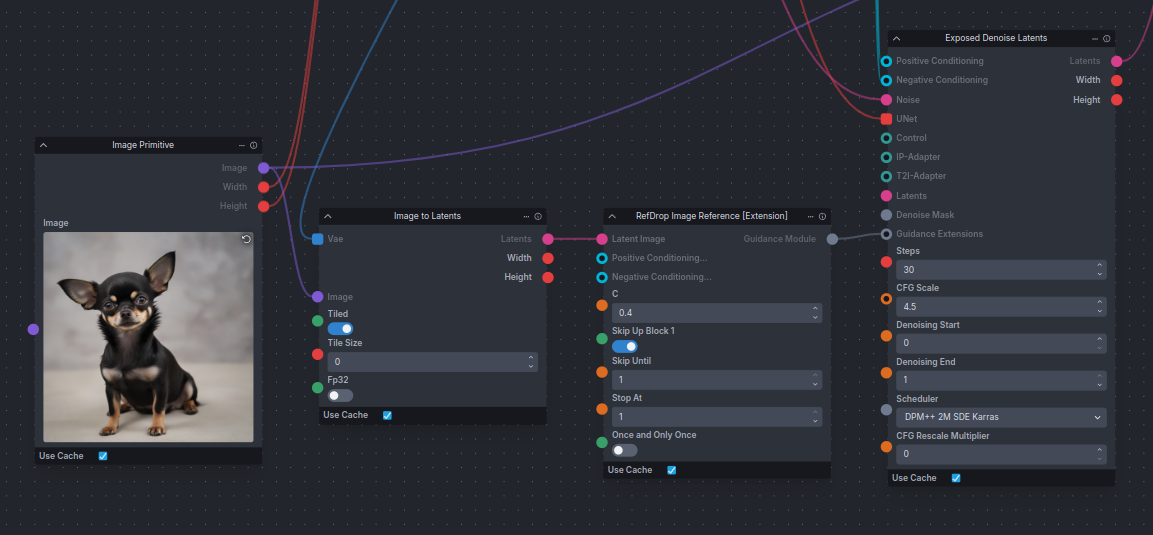 Image Primitive
Image
Width
Height
Image
Use Cache
Image to Latents
Vae
Latents
Width
Height
Image
Tiled
Tile Size
0
Fp32
Use Cache
RefDrop Image Reference [Extension]
Latent Image
Guidance Module
Positive Conditioning...
Negative Conditioning...
C
0.4
Skip Up Block 1
Skip Until
1
Stop At
1
Once and Only Once
Use Cache
Exposed Denoise Latents
Positive Conditioning
Latents
Negative Conditioning
Width
Noise
Height
UNet
Control
IP-Adapter
T2I-Adapter
Latents
Denoise Mask
Guidance Extensions
Steps
30
CFG Scale
4.5
Denoising Start
0
Denoising End
1
Scheduler
DPM++ 2M SDE Karras
CFG Rescale Multiplier
0
Use Cache